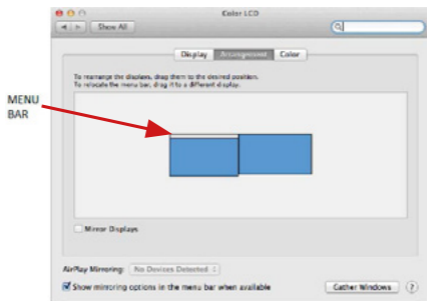 Color LCD
Show All
Display Arrangement Color
To rearrange the displays, drag them to the desired position.
To relocate the menu bar, drag it to a different display.
MENU
BAR
Mirror Displays
AirPlay Mirroring: No Devices Detected
Show mirroring options in the menu bar when available
Gather Windows ?